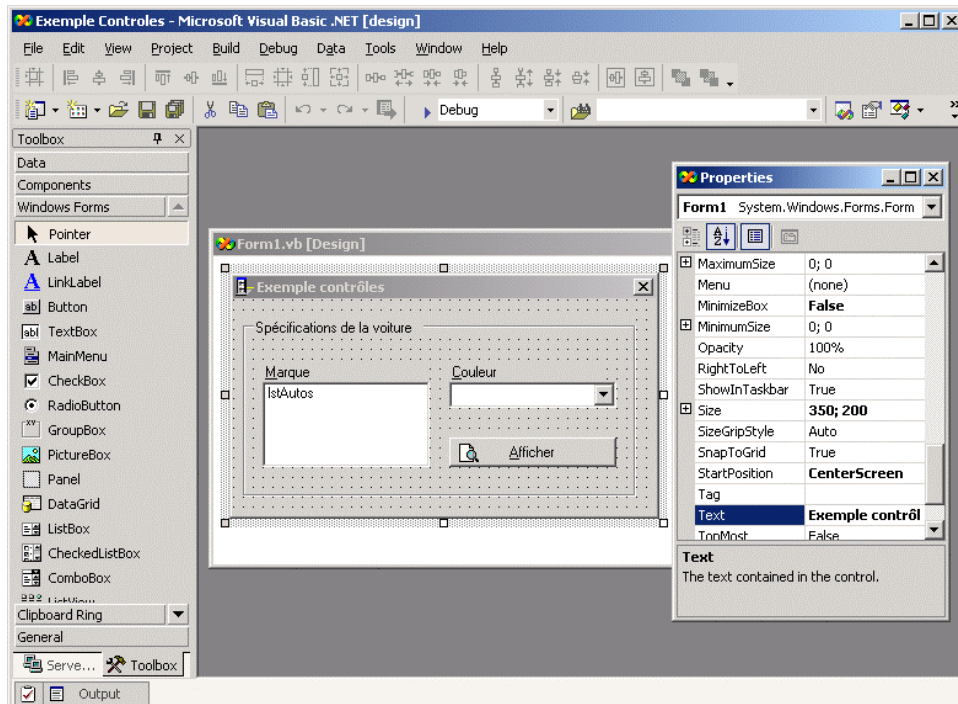 Exemple Controles - Microsoft Visual Basic .NET [design]
File Edit View Project Build Debug Data Tools Window Help
Debug
Toolbox
Data
Components
Windows Forms
Pointer
Label
LinkLabel
Button
TextBox
MainMenu
CheckBox
RadioButton
GroupBox
PictureBox
Panel
DataGrid
ListBox
CheckedListBox
ComboBox
ListView
Clipboard Ring
General
Serve... Toolbox
Output
Form1.vb [Design]
Exemple contrôles
Spécifications de la voiture
Marque Couleur
lstAutos
Afficher
Properties
Form1 System.Windows.Forms.Form
MaximumSize 0; 0
Menu (none)
MinimizeBox False
MinimumSize 0; 0
Opacity 100%
RightToLeft No
ShowInTaskbar True
Size 350; 200
SizeGripStyle Auto
SnapToGrid True
StartPosition CenterScreen
Tag
Text Exemple contrôl
TopMost False
Text
The text contained in the control.